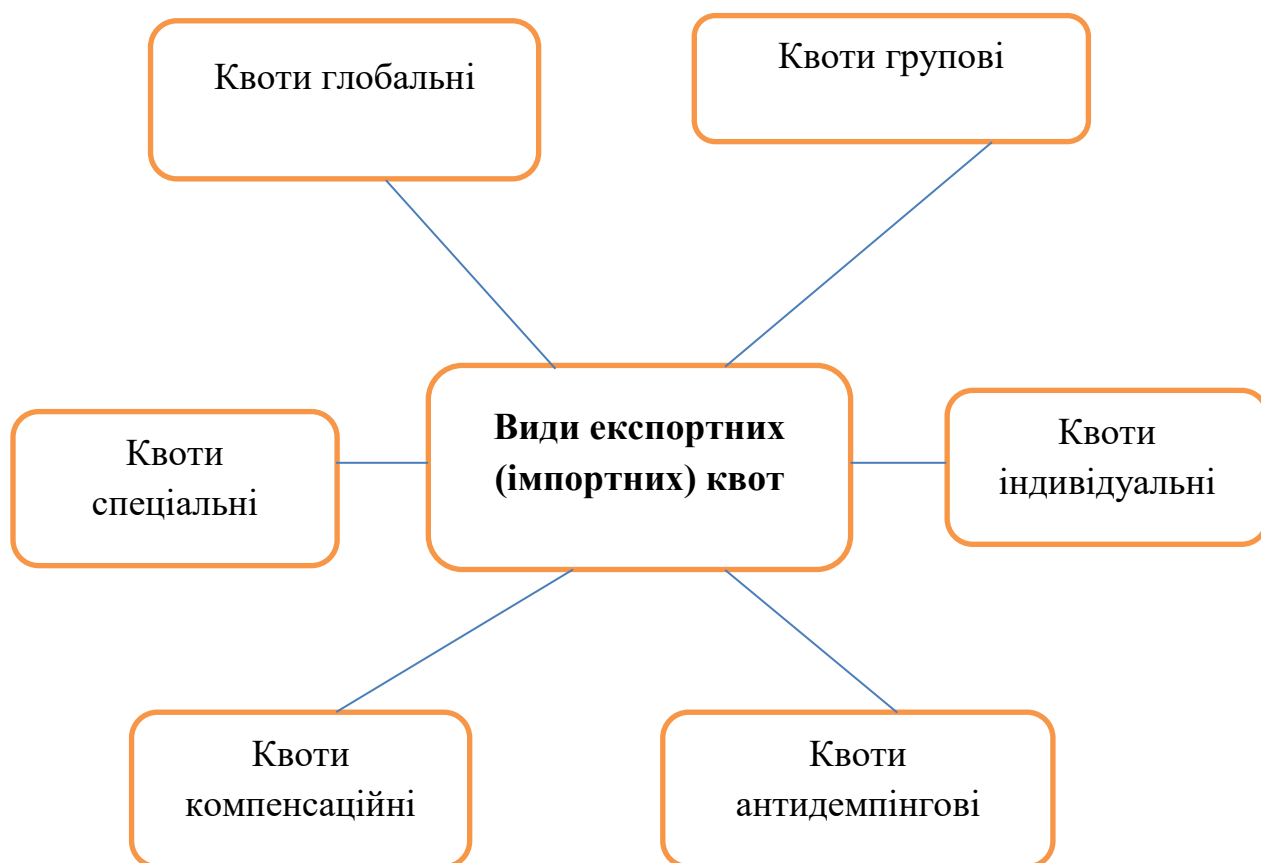 Квоти глобальні
Квоти групові
Види експортних
(імпортних) квот
Квоти
спеціальні
Квоти
індивідуальні
Квоти
компенсаційні
Квоти
антидемпінгові